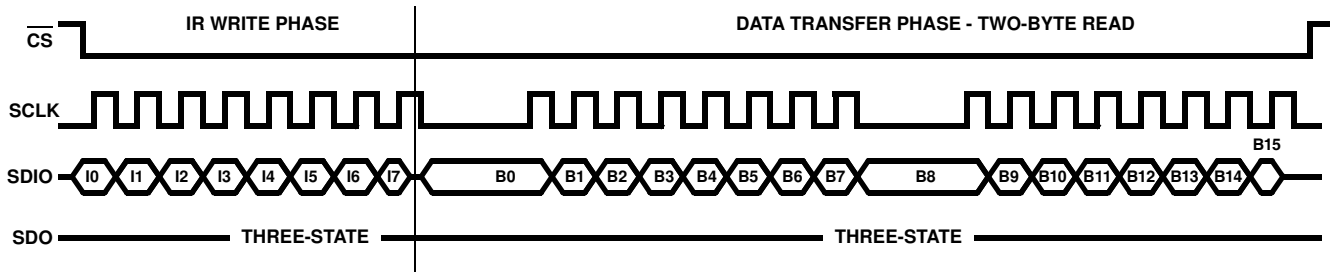 IR WRITE PHASE DATA TRANSFER PHASE - TWO-BYTE READ
CS
SCLK
B15
SDIO I0 I1 I2 I3 I4 I5 I6 I7 B0 B1 B2 B3 B4 B5 B6 B7 B8 B9 B10 B11 B12 B13 B14
SDO THREE-STATE THREE-STATE